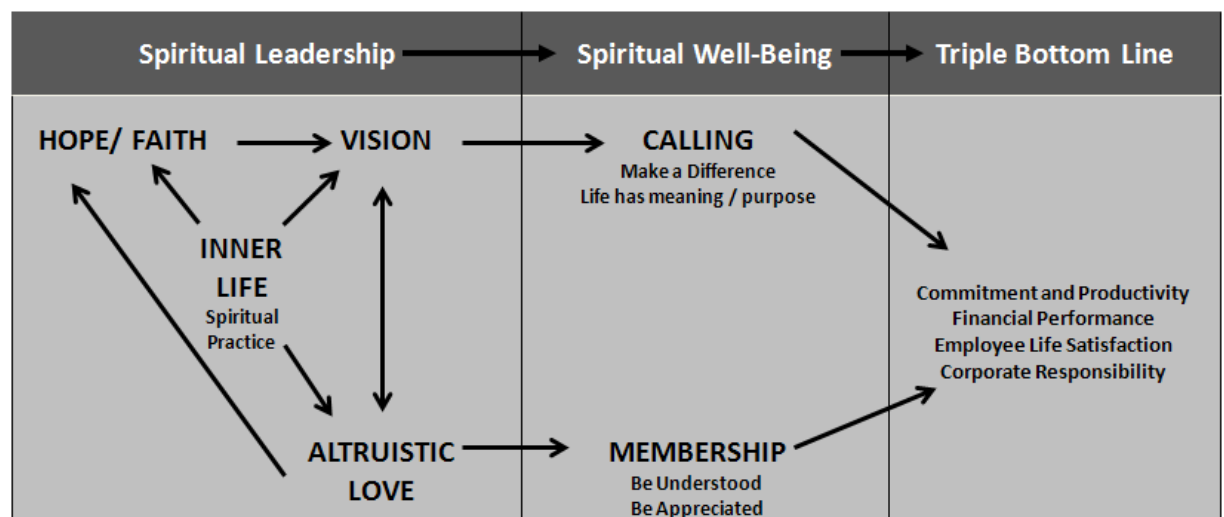 Spiritual Leadership
Spiritual Well-Being
Triple Bottom Line
HOPE/ FAITH
VISION
INNER
LIFE
Spiritual
Practice
ALTRUISTIC
LOVE
CALLING
Make a Difference
Life has meaning / purpose
MEMBERSHIP
Be Understood
Be Appreciated
Commitment and Productivity
Financial Performance
Employee Life Satisfaction
Corporate Responsibility